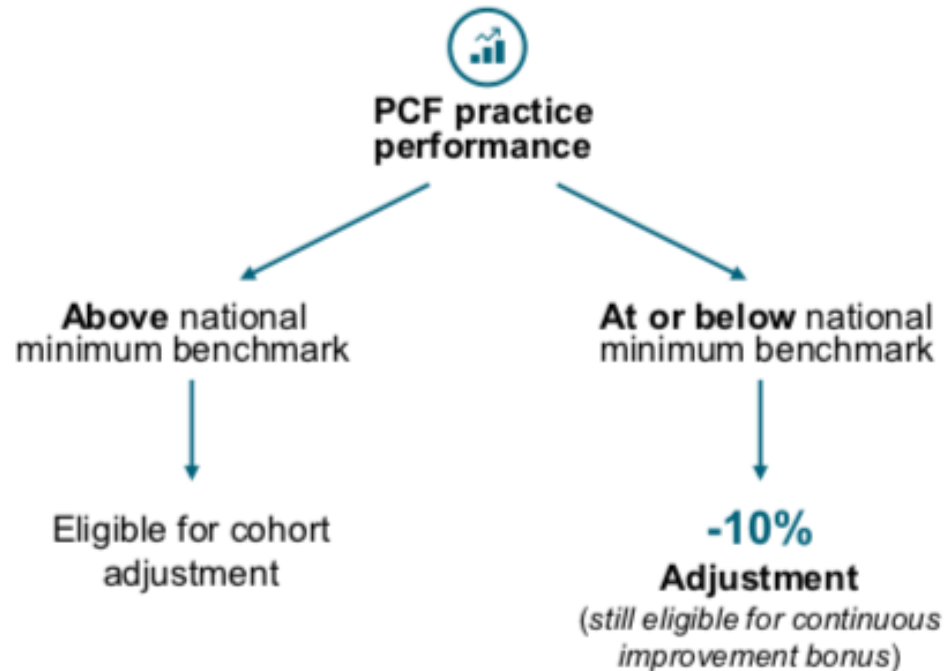 PCF practice
performance
Above national
minimum benchmark
At or below national
minimum benchmark
Eligible for cohort
adjustment
-10%
Adjustment
(still eligible for continuous
improvement bonus)